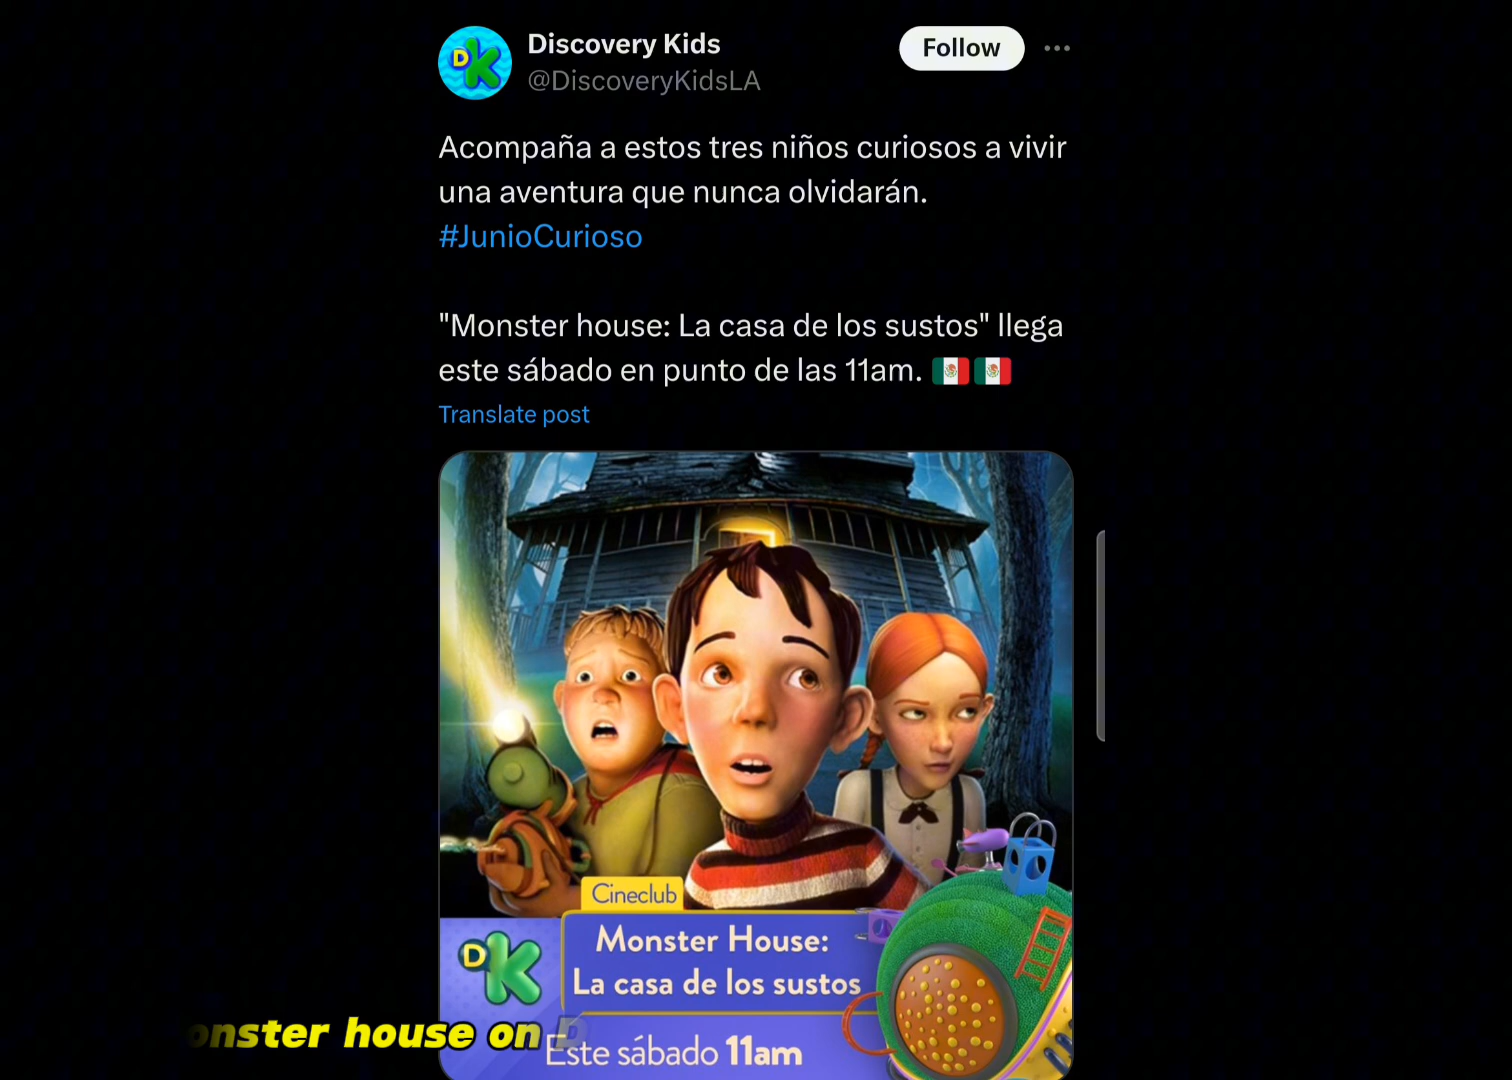 Discovery Kids
@DiscoveryKidsLA
Follow
Acompaña a estos tres niños curiosos a vivir
una aventura que nunca olvidarán.
#JunioCurioso
"Monster house: La casa de los sustos" llega
este sábado en punto de las 11am.
Translate post
Cineclub
DK
Monster House:
La casa de los sustos
house on
Este sábado 11am